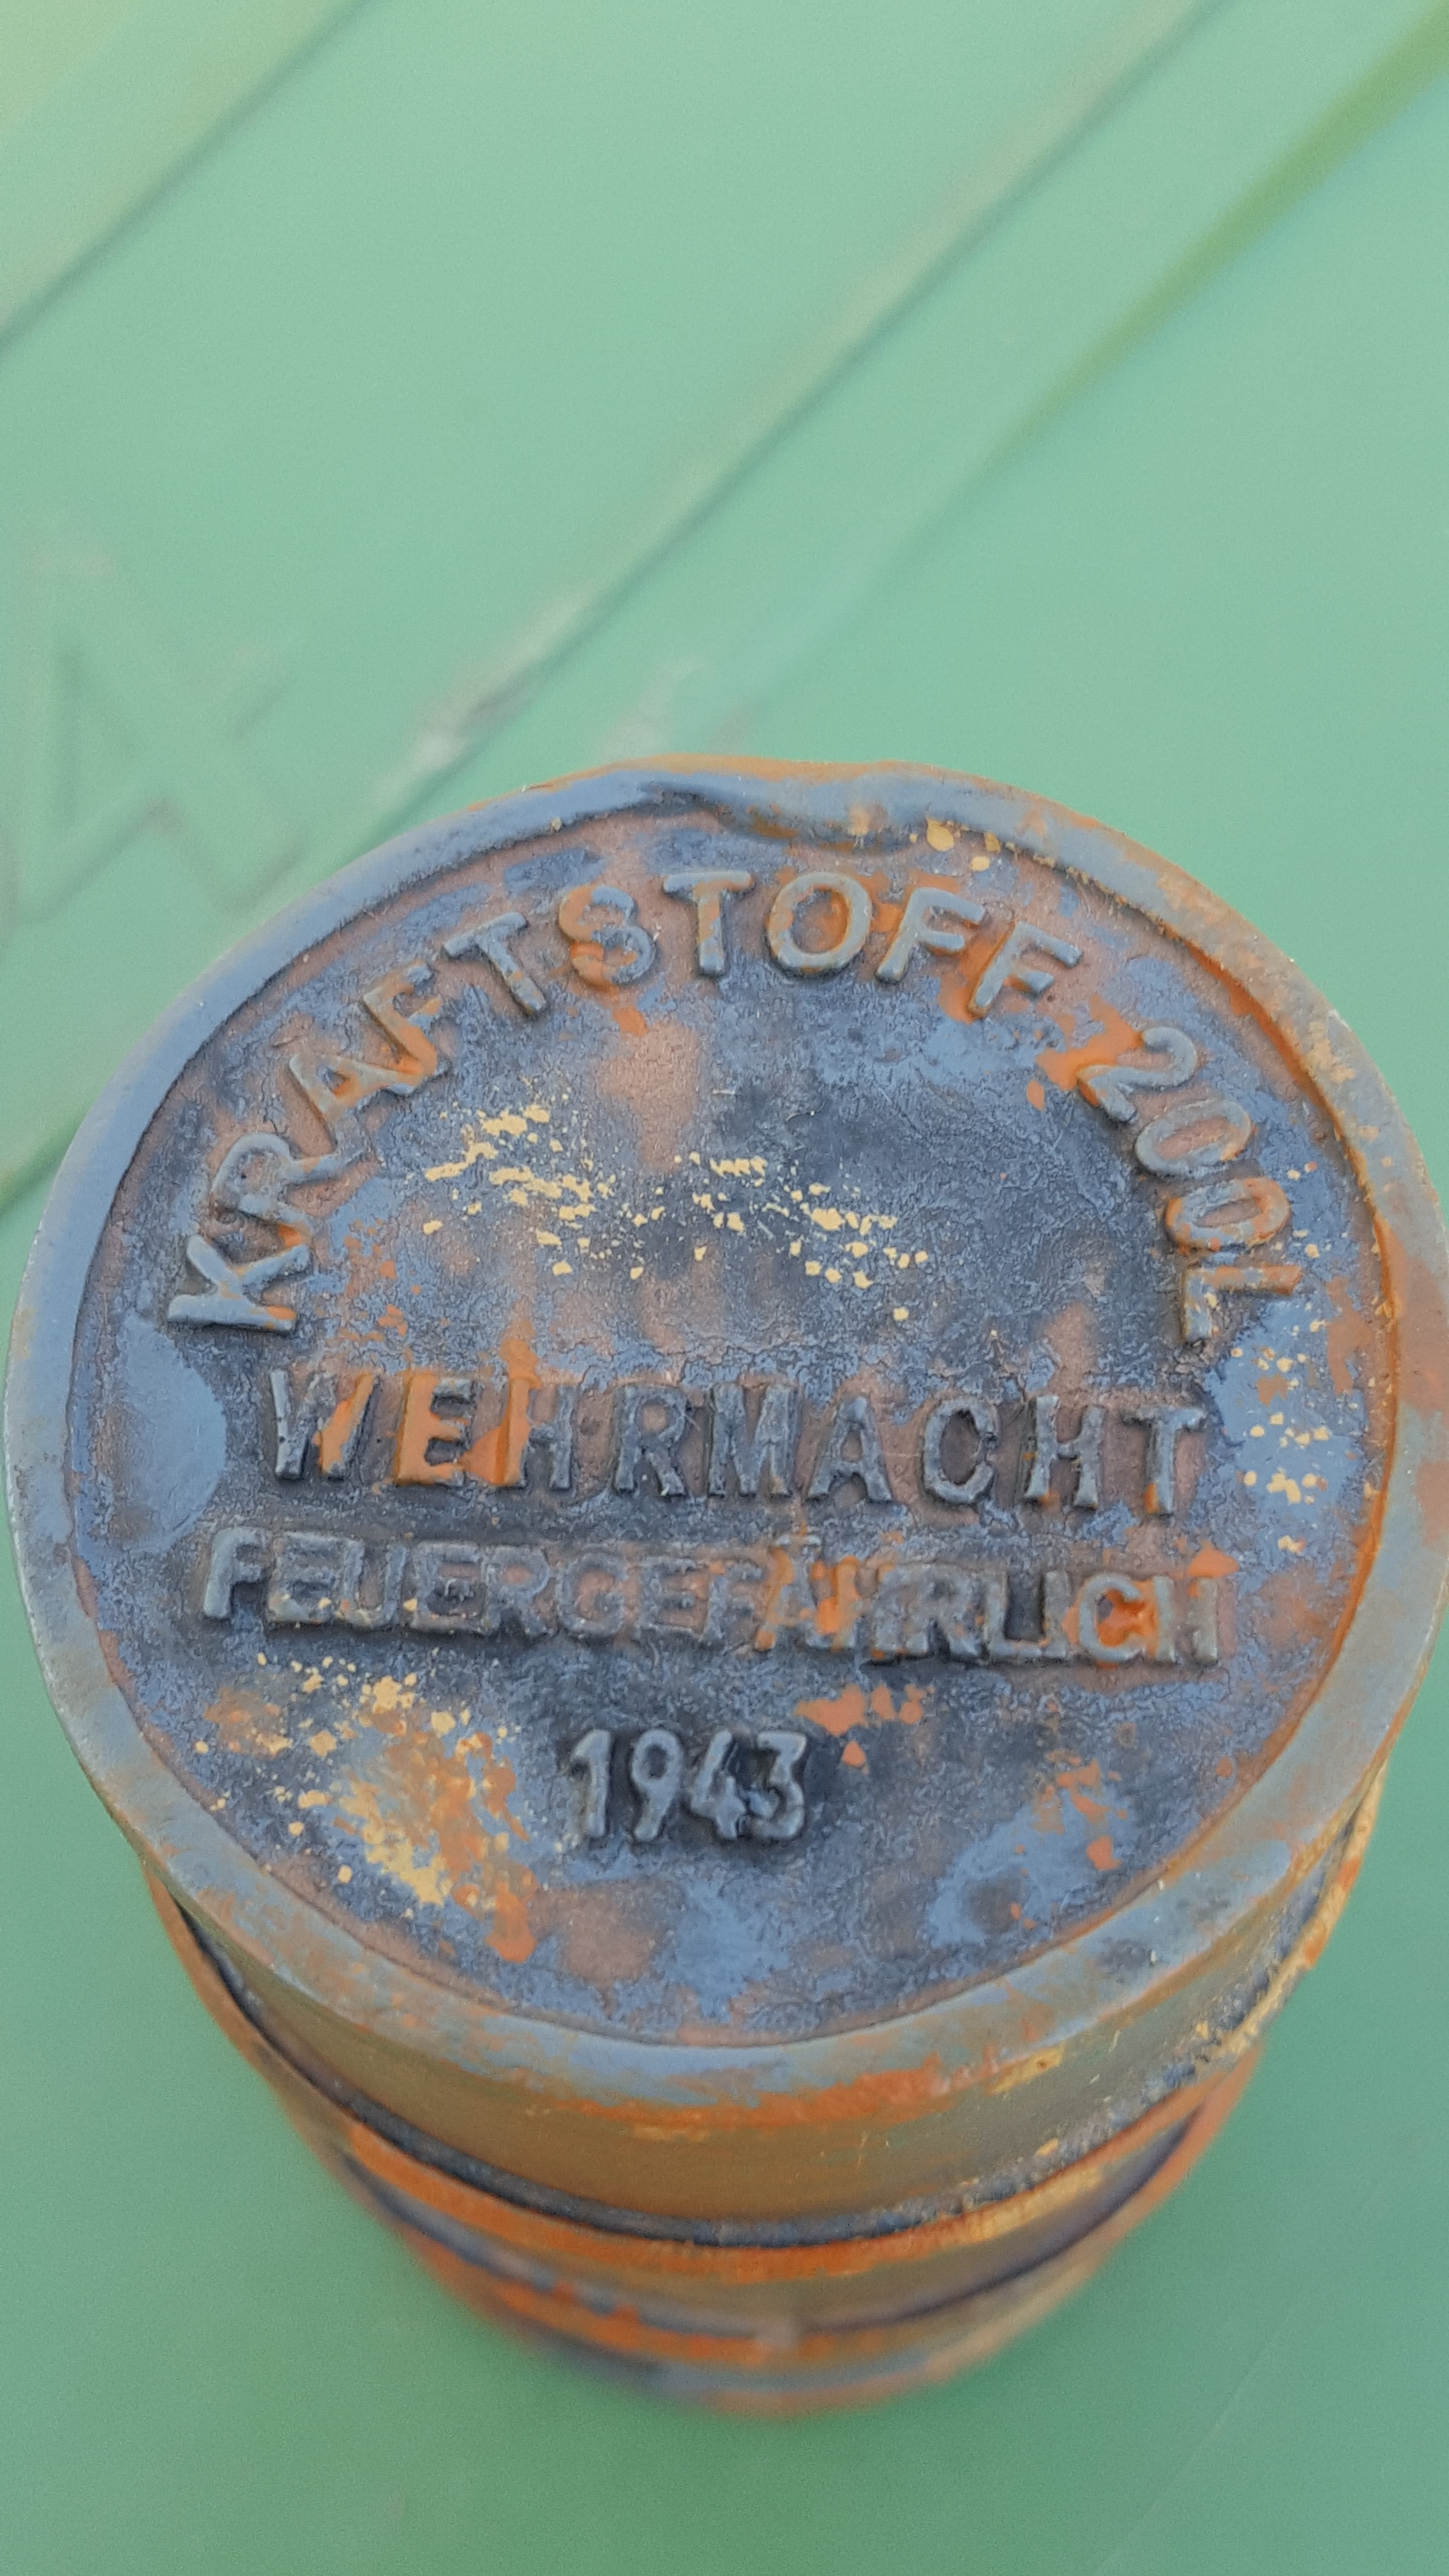 KRAFTSTOFF 200L
WEHRMACHT
FEUERGEFÄHRLICH
1943